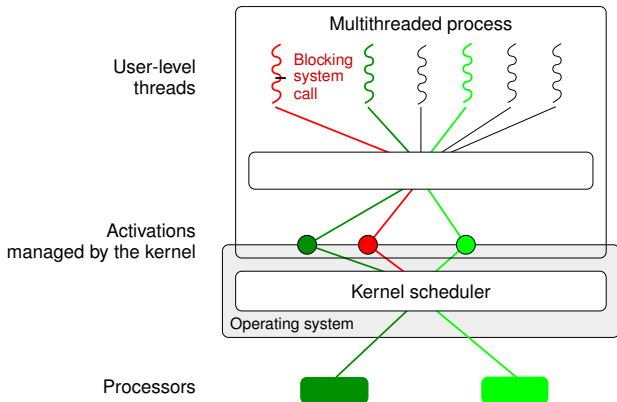 Multithreaded process
User-level
threads
Blocking
system
call
Activations
managed by the kernel
Kernel scheduler
Operating system
Processors